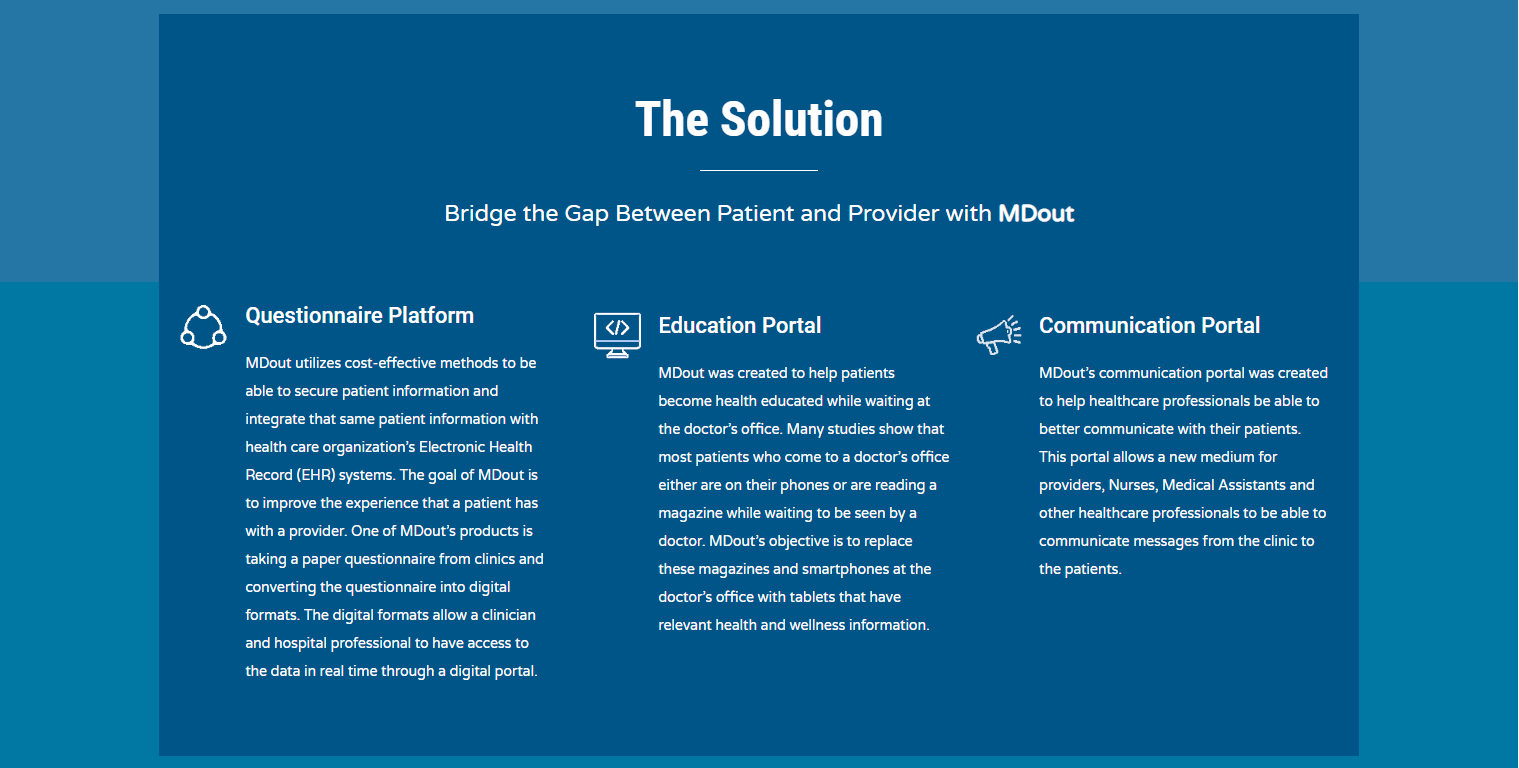 The Solution
Bridge the Gap Between Patient and Provider with MDout
Questionnaire Platform
MDout utilizes cost-effective methods to be
able to secure patient information and
integrate that same patient information with
health care organization’s Electronic Health
Record (EHR) systems. The goal of MDout is
to improve the experience that a patient has
with a provider. One of MDout’s products is
taking a paper questionnaire from clinics and
converting the questionnaire into digital
formats. The digital formats allow a clinician
and hospital professional to have access to
the data in real time through a digital portal.
Education Portal
MDout was created to help patients
become health educated while waiting at
the doctor’s office. Many studies show that
most patients who come to a doctor’s office
either are on their phones or are reading a
magazine while waiting to be seen by a
doctor. MDout’s objective is to replace
these magazines and smartphones at the
doctor’s office with tablets that have
relevant health and wellness information.
Communication Portal
MDout’s communication portal was created
to help healthcare professionals be able to
better communicate with their patients.
This portal allows a new medium for
providers, Nurses, Medical Assistants and
other healthcare professionals to be able to
communicate messages from the clinic to
the patients.